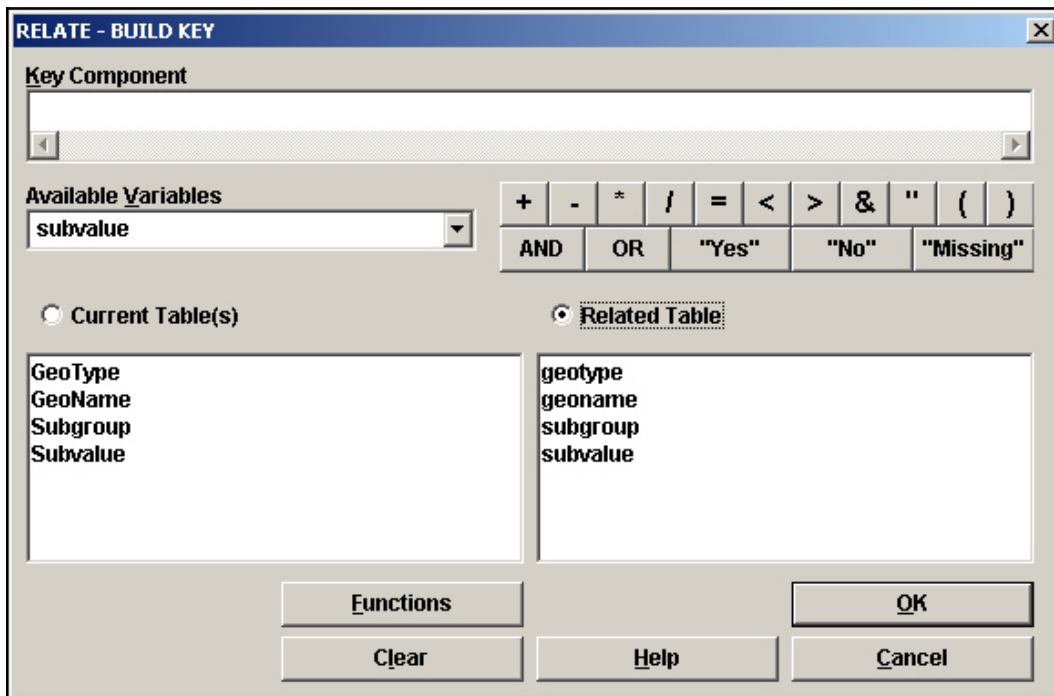 RELATE - BUILD KEY
Key Component
Available Variables
subvalue
+ - * / = < > & " ( )
AND OR "Yes" "No" "Missing"
Current Table(s) Related Table
GeoType
GeoName
Subgroup
Subvalue
geotype
geoname
subgroup
subvalue
Functions OK
Clear Help Cancel